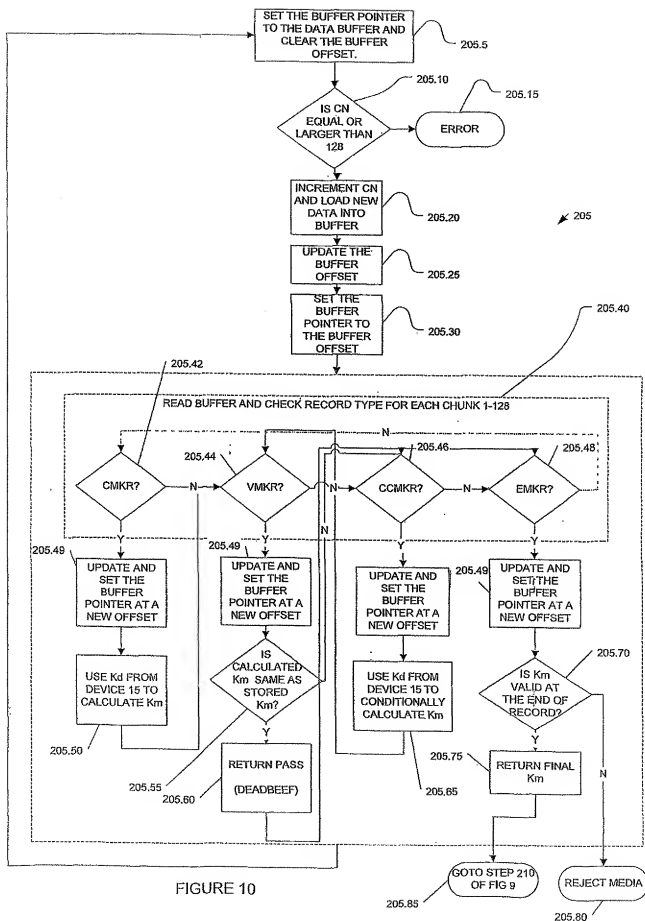 SET THE BUFFER POINTER
TO THE DATA BUFFER AND
CLEAR THE BUFFER
OFFSET.
205.5
205.10
IS CN
EQUAL OR
LARGER THAN
128
205.15
ERROR
INCREMENT CN
AND LOAD NEW
DATA INTO
BUFFER
205.20
205
UPDATE THE
BUFFER
OFFSET
205.25
SET THE
BUFFER
POINTER TO
THE BUFFER
OFFSET
205.30
205.40
205.42
READ BUFFER AND CHECK RECORD TYPE FOR EACH CHUNK 1-128
N
205.44
205.46
205.48
CMKR?
N
VMKR?
N
CCMKR?
N
EMKR?
N
Y
Y
Y
Y
205.49
UPDATE AND
SET THE
BUFFER
POINTER AT A
NEW OFFSET
205.49
UPDATE AND
SET THE
BUFFER
POINTER AT A
NEW OFFSET
UPDATE AND
SET THE
BUFFER
POINTER AT A
NEW OFFSET
205.49
UPDATE AND
SET THE
BUFFER
POINTER AT A
NEW OFFSET
USE Kd FROM
DEVICE 15 TO
CALCULATE Km
205.50
IS
CALCULATED
Km SAME AS
STORED
Km?
205.55
Y
USE Kd FROM
DEVICE 15 TO
CONDITIONALLY
CALCULATE Km
205.65
IS Km
VALID AT
THE END OF
RECORD?
205.70
Y
N
205.60
RETURN PASS
(DEADBEEF)
205.75
RETURN FINAL
Km
FIGURE 10
GOTO STEP 210
OF FIG 9
205.85
REJECT MEDIA
205.80